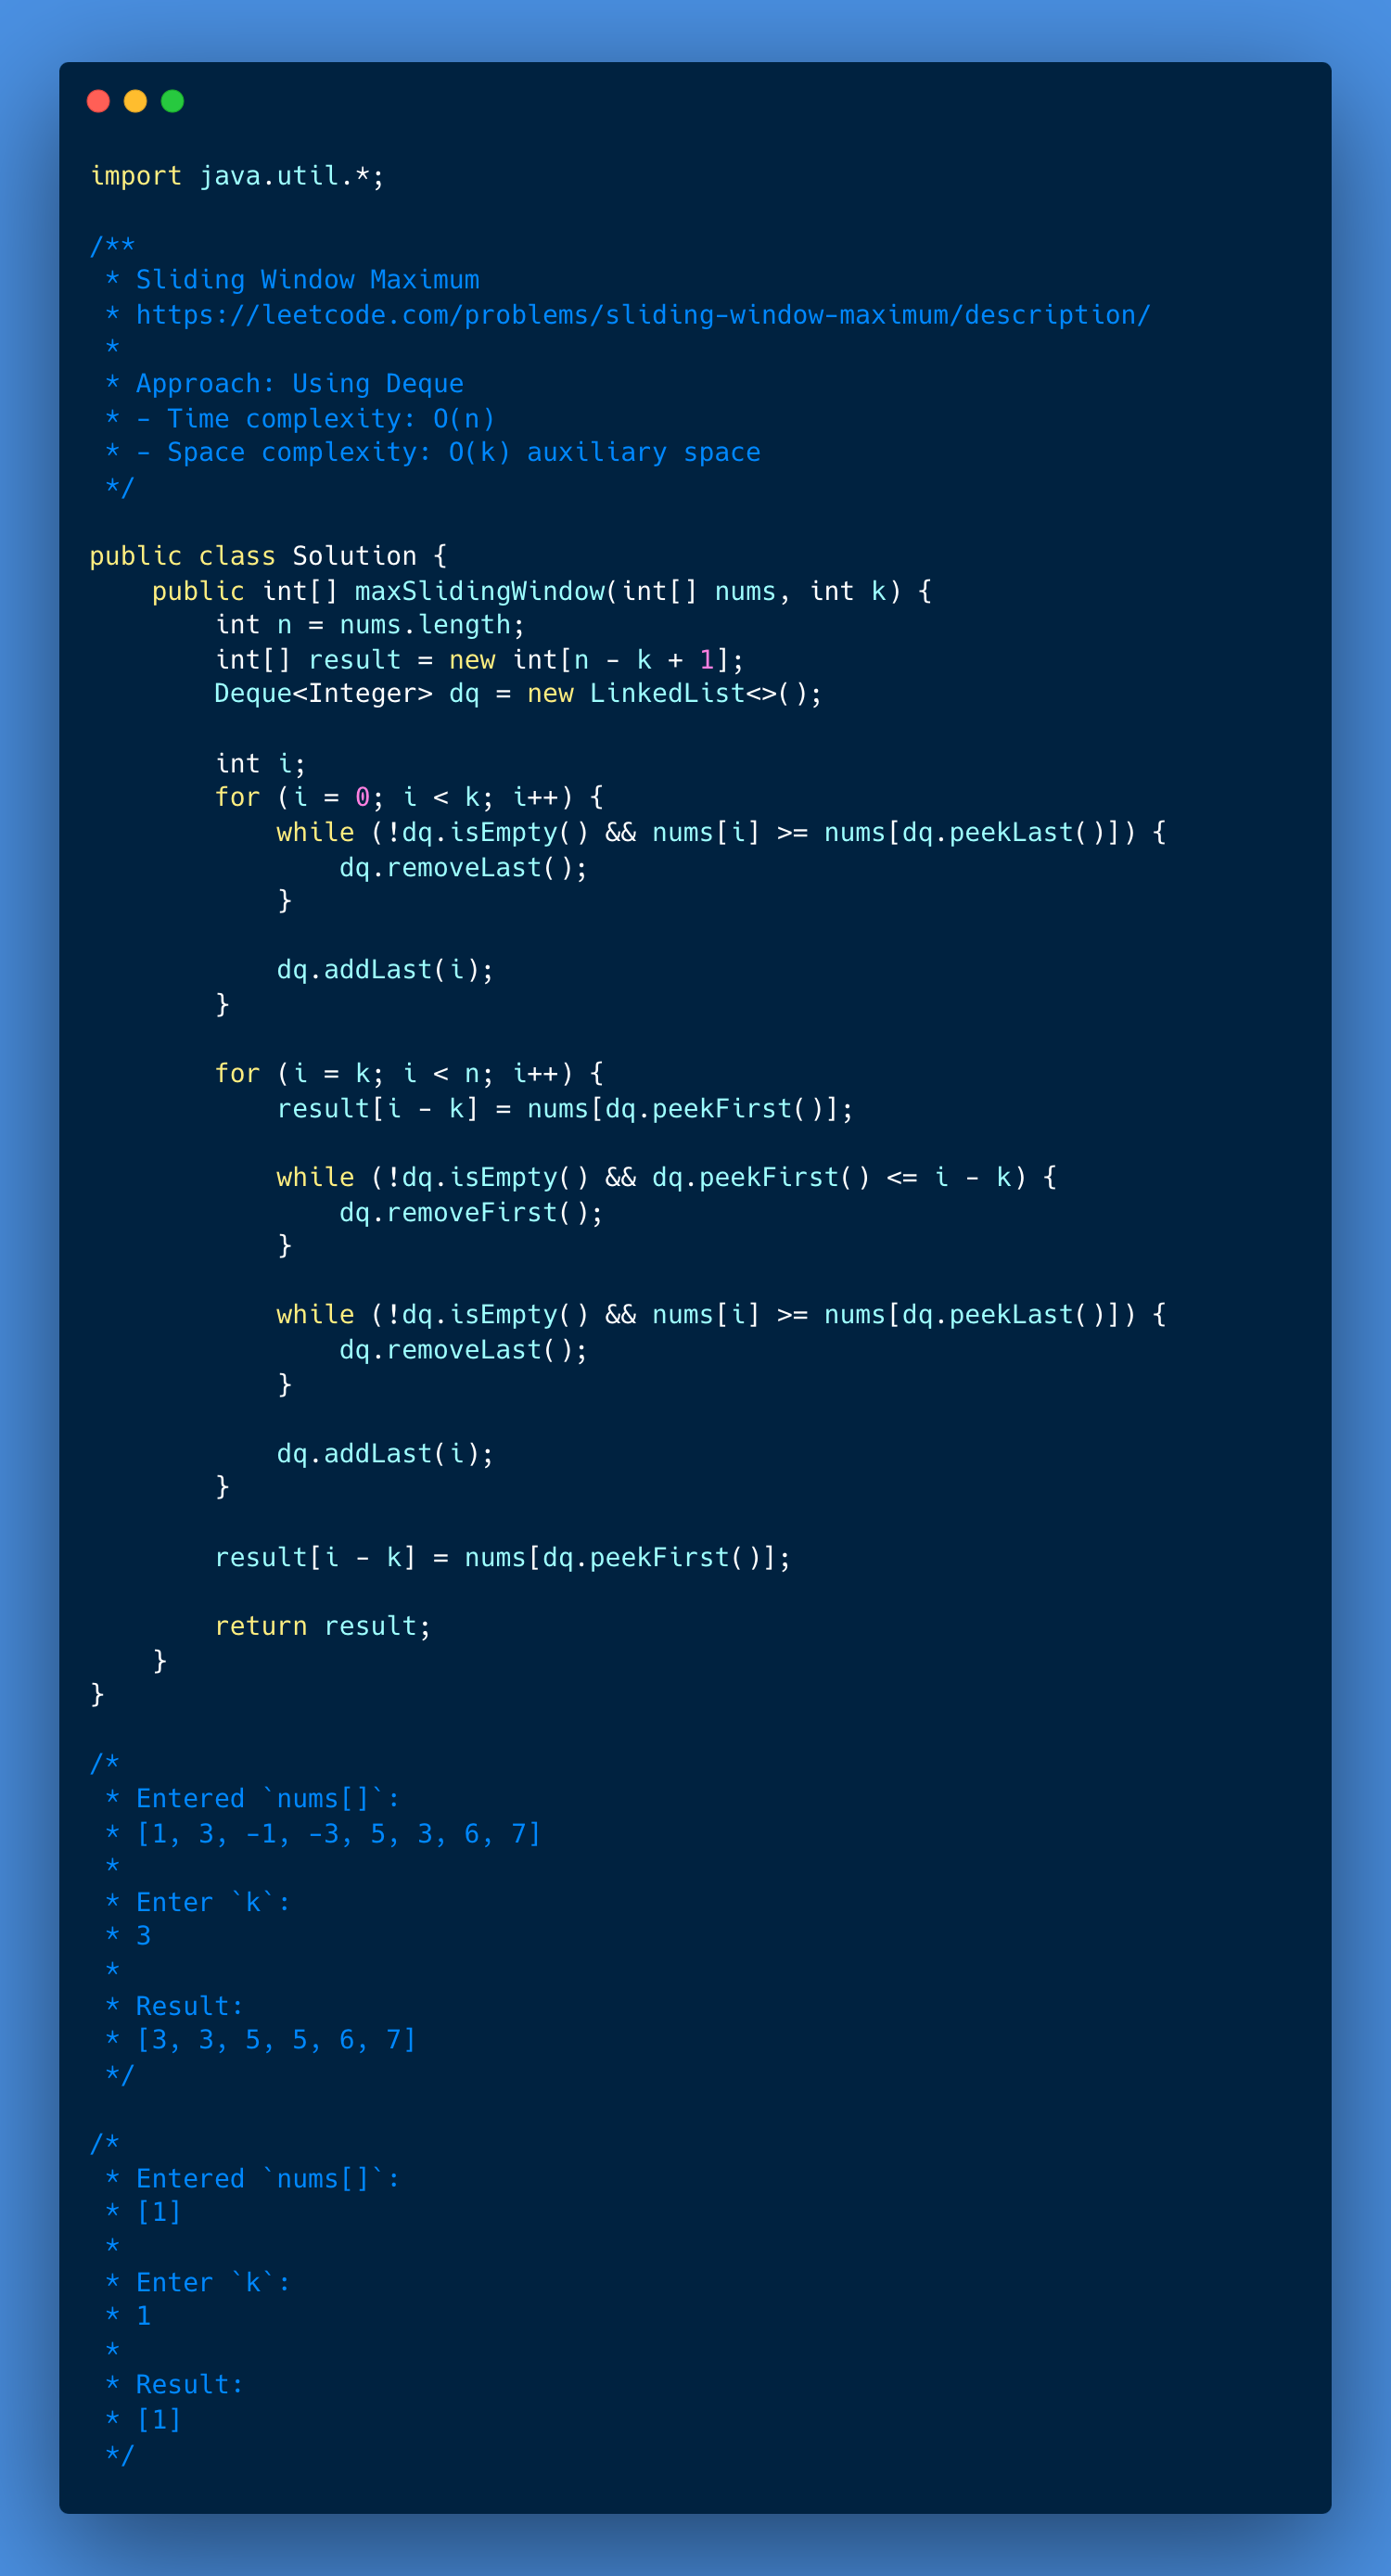 import java.util.*;

/**
 * Sliding Window Maximum
 * https://leetcode.com/problems/sliding-window-maximum/description/
 *
 * Approach: Using Deque
 * - Time complexity: O(n)
 * - Space complexity: O(k) auxiliary space
 */

public class Solution {
    public int[] maxSlidingWindow(int[] nums, int k) {
        int n = nums.length;
        int[] result = new int[n - k + 1];
        Deque<Integer> dq = new LinkedList<>();

        int i;
        for (i = 0; i < k; i++) {
            while (!dq.isEmpty() && nums[i] >= nums[dq.peekLast()]) {
                dq.removeLast();
            }

            dq.addLast(i);
        }

        for (i = k; i < n; i++) {
            result[i - k] = nums[dq.peekFirst()];

            while (!dq.isEmpty() && dq.peekFirst() <= i - k) {
                dq.removeFirst();
            }

            while (!dq.isEmpty() && nums[i] >= nums[dq.peekLast()]) {
                dq.removeLast();
            }

            dq.addLast(i);
        }

        result[i - k] = nums[dq.peekFirst()];

        return result;
    }
}

/*
 * Entered `nums[]`:
 * [1, 3, -1, -3, 5, 3, 6, 7]
 *
 * Enter `k`:
 * 3
 *
 * Result:
 * [3, 3, 5, 5, 6, 7]
 */

/*
 * Entered `nums[]`:
 * [1]
 *
 * Enter `k`:
 * 1
 *
 * Result:
 * [1]
 */